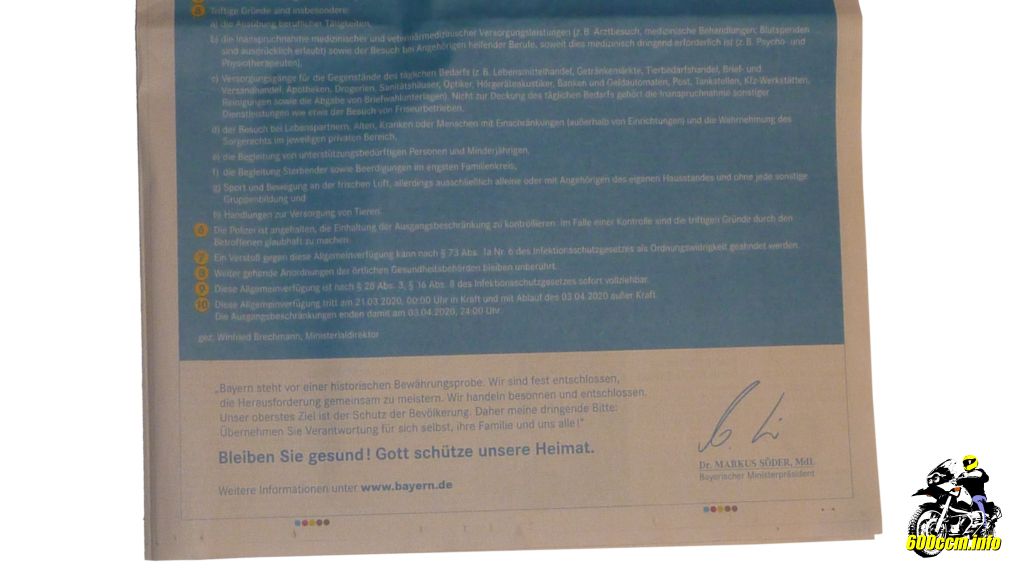 5 Triftige Gründe sind insbesondere:
a) die Ausübung beruflicher Tätigkeiten,
b) die Inanspruchnahme medizinischer und veterinärmedizinischer Versorgungsleistungen (z. B. Arztbesuch, medizinische Behandlungen; Blutspenden
sind ausdrücklich erlaubt) sowie der Besuch bei Angehörigen helfender Berufe, soweit dies medizinisch dringend erforderlich ist (z. B. Psycho- und
Physiotherapeuten),
c) Versorgungsgänge für die Gegenstände des täglichen Bedarfs (z. B. Lebensmittelhandel, Getränkemärkte, Tierbedarfshandel, Brief- und
Versandhandel, Apotheken, Drogerien, Sanitätshäuser, Optiker, Hörgeräteakustiker, Banken und Geldautomaten, Post, Tankstellen, Kfz-Werkstätten,
Reinigungen sowie die Abgabe von Briefwahlunterlagen). Nicht zur Deckung des täglichen Bedarfs gehört die Inanspruchnahme sonstiger
Dienstleistungen wie etwa der Besuch von Friseurbetrieben,
d) der Besuch bei Lebenspartnern, Alten, Kranken oder Menschen mit Einschränkungen (außerhalb von Einrichtungen) und die Wahrnehmung des
Sorgerechts im jeweiligen privaten Bereich,
e) die Begleitung von unterstützungsbedürftigen Personen und Minderjährigen,
f) die Begleitung Sterbender sowie Beerdigungen im engsten Familienkreis,
g) Sport und Bewegung an der frischen Luft, allerdings ausschließlich alleine oder mit Angehörigen des eigenen Hausstandes und ohne jede sonstige
Gruppenbildung und
h) Handlungen zur Versorgung von Tieren.
6 Die Polizei ist angehalten, die Einhaltung der Ausgangsbeschränkung zu kontrollieren. Im Falle einer Kontrolle sind die triftigen Gründe durch den
Betroffenen glaubhaft zu machen.
7 Ein Verstoß gegen diese Allgemeinverfügung kann nach § 73 Abs. 1a Nr. 6 des Infektionsschutzgesetzes als Ordnungswidrigkeit geahndet werden.
8 Weiter gehende Anordnungen der örtlichen Gesundheitsbehörden bleiben unberührt.
9 Diese Allgemeinverfügung ist nach § 28 Abs. 3, § 16 Abs. 8 des Infektionsschutzgesetzes sofort vollziehbar.
10 Diese Allgemeinverfügung tritt am 21.03.2020, 00:00 Uhr in Kraft und mit Ablauf des 03.04.2020 außer Kraft.
Die Ausgangsbeschränkungen enden damit am 03.04.2020, 24:00 Uhr.
gez. Winfried Brechmann, Ministerialdirektor
„Bayern steht vor einer historischen Bewährungsprobe. Wir sind fest entschlossen,
die Herausforderung gemeinsam zu meistern. Wir handeln besonnen und entschlossen.
Unser oberstes Ziel ist der Schutz der Bevölkerung. Daher meine dringende Bitte:
Übernehmen Sie Verantwortung für sich selbst, ihre Familie und uns alle!"
Bleiben Sie gesund! Gott schütze unsere Heimat.
Weitere Informationen unter www.bayern.de
Dr. MARKUS SÖDER, MdL
Bayerischer Ministerpräsident
600ccm.info